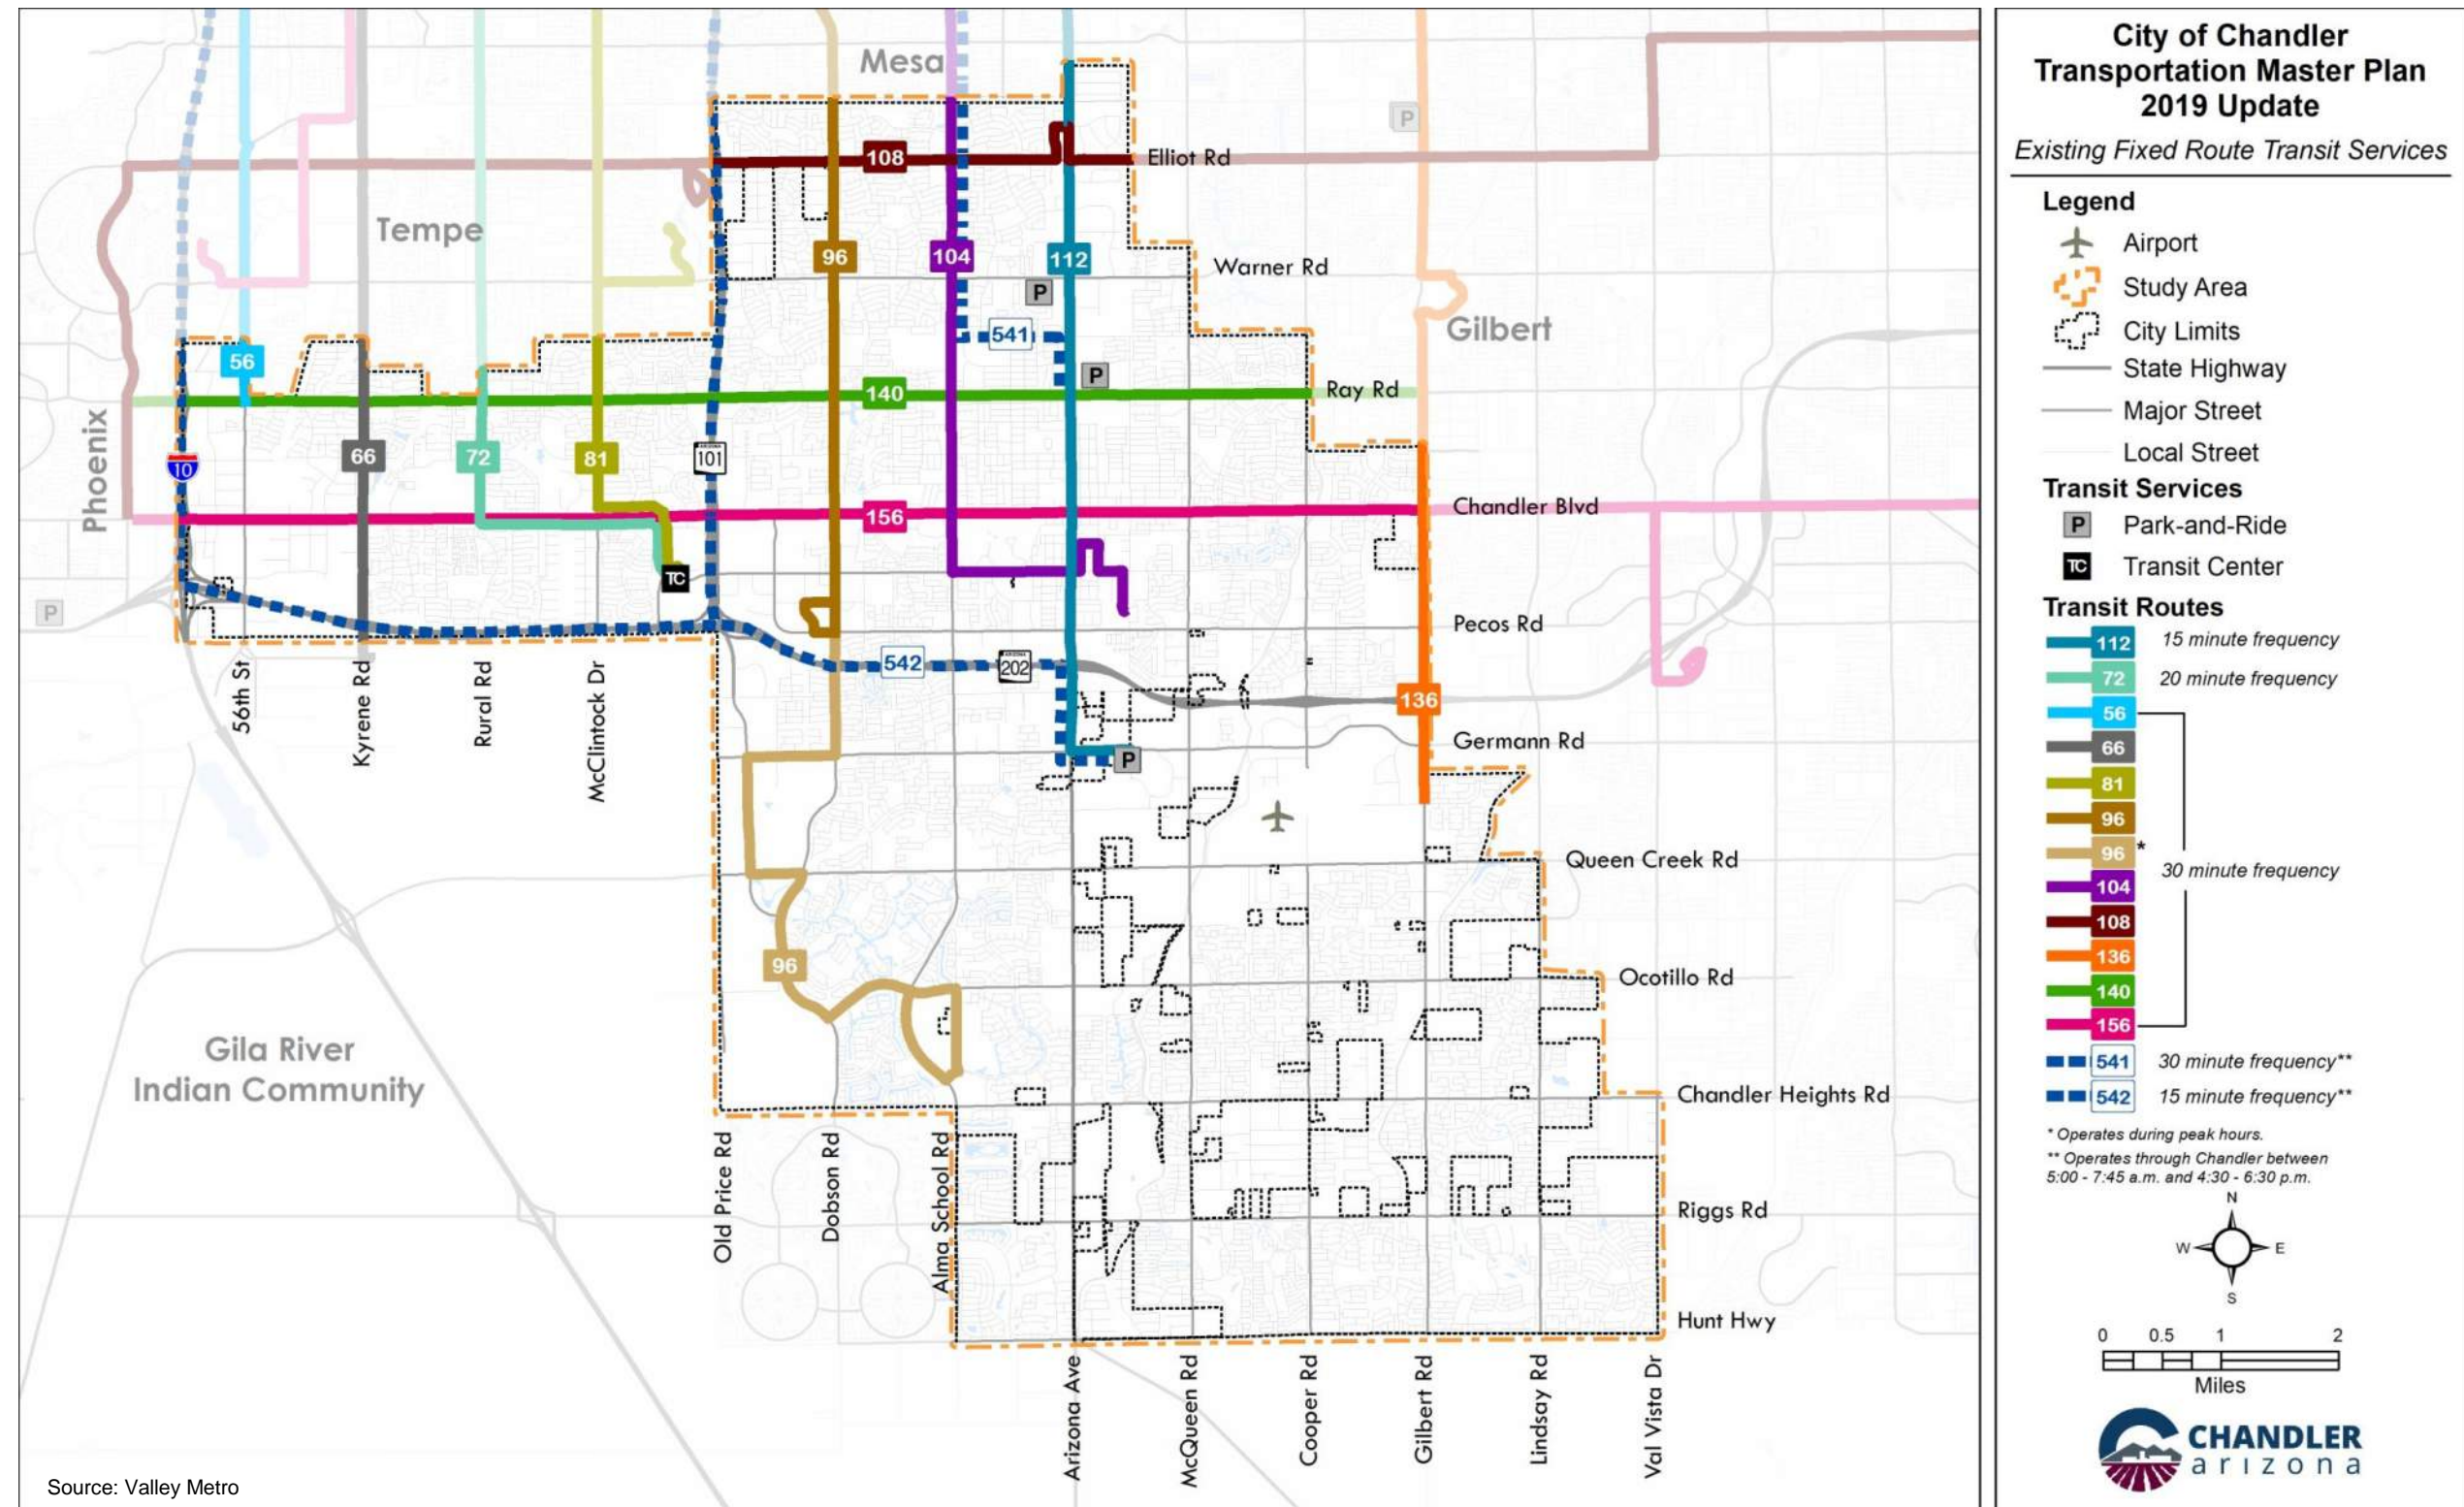 Mesa
P
108
Elliot Rd
Tempe
96
104
112
Warner Rd
P
541
Gilbert
56
P
140
Ray Rd
Phoenix
10
66
72
81
ARIZONA
101
156
Chandler Blvd
TC
P
Pecos Rd
542
ARIZONA
202
56th St
Kyrene Rd
Rural Rd
McClintock Dr
136
Germann Rd
P
Queen Creek Rd
96
Ocotillo Rd
Gila River
Indian Community
Chandler Heights Rd
Old Price Rd
Dobson Rd
Alma School Rd
Riggs Rd
Hunt Hwy
Arizona Ave
McQueen Rd
Cooper Rd
Gilbert Rd
Lindsay Rd
Val Vista Dr
Source: Valley Metro
City of Chandler
Transportation Master Plan
2019 Update
Existing Fixed Route Transit Services
Legend
Airport
Study Area
City Limits
State Highway
Major Street
Local Street
Transit Services
P Park-and-Ride
TC Transit Center
Transit Routes
112 15 minute frequency
72 20 minute frequency
56
66
81
96
96 *
30 minute frequency
104
108
136
140
156
541 30 minute frequency**
542 15 minute frequency**
* Operates during peak hours.
** Operates through Chandler between
5:00 - 7:45 a.m. and 4:30 - 6:30 p.m.
N
W E
S
0 0.5 1 2
Miles
CHANDLER
arizona